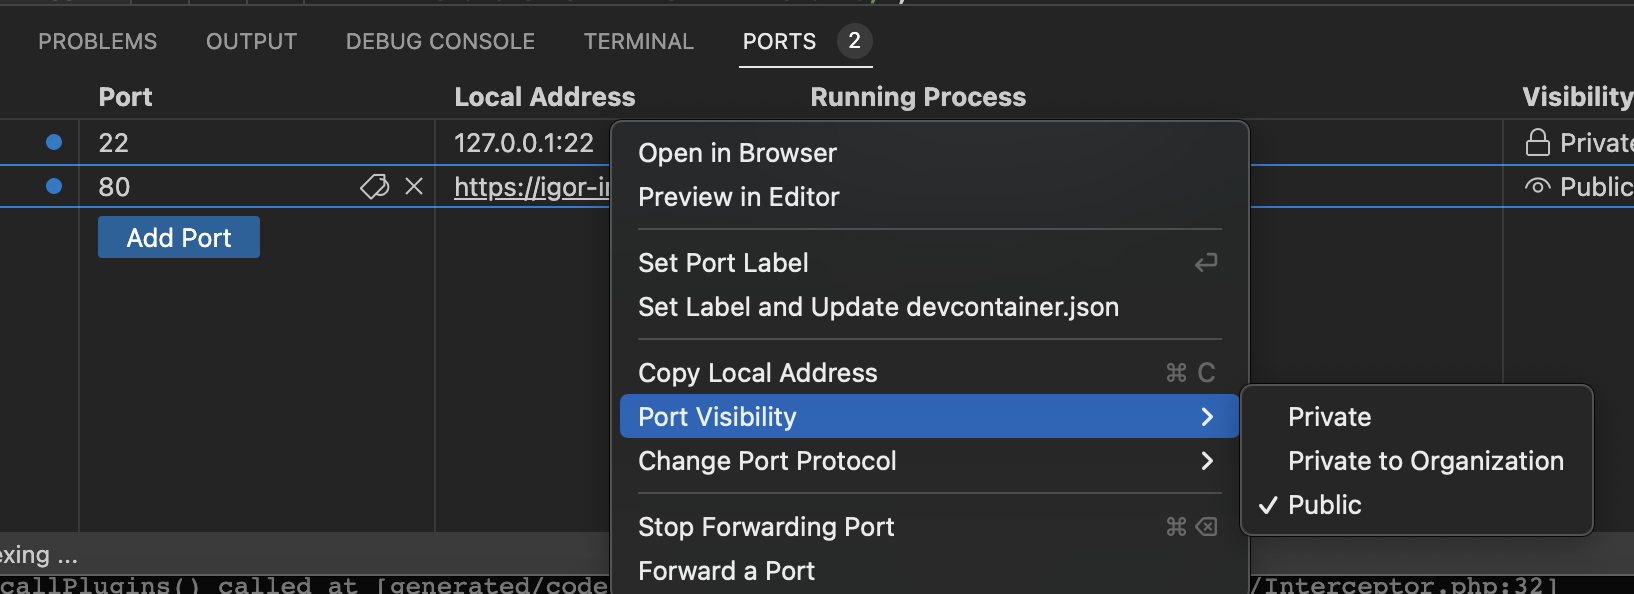 PROBLEMS OUTPUT DEBUG CONSOLE TERMINAL PORTS 2
Port Local Address Running Process Visibility
22 127.0.0.1:22 Private
80 https://igor-i Public
Add Port
Open in Browser
Preview in Editor
Set Port Label
Set Label and Update devcontainer.json
Copy Local Address ⌘ C
Port Visibility
Change Port Protocol
Stop Forwarding Port ⌘ ⌫
Forward a Port
Private
Private to Organization
✓ Public
exing ...
callPlugins() called at [generated/code /Interceptor.php:32]